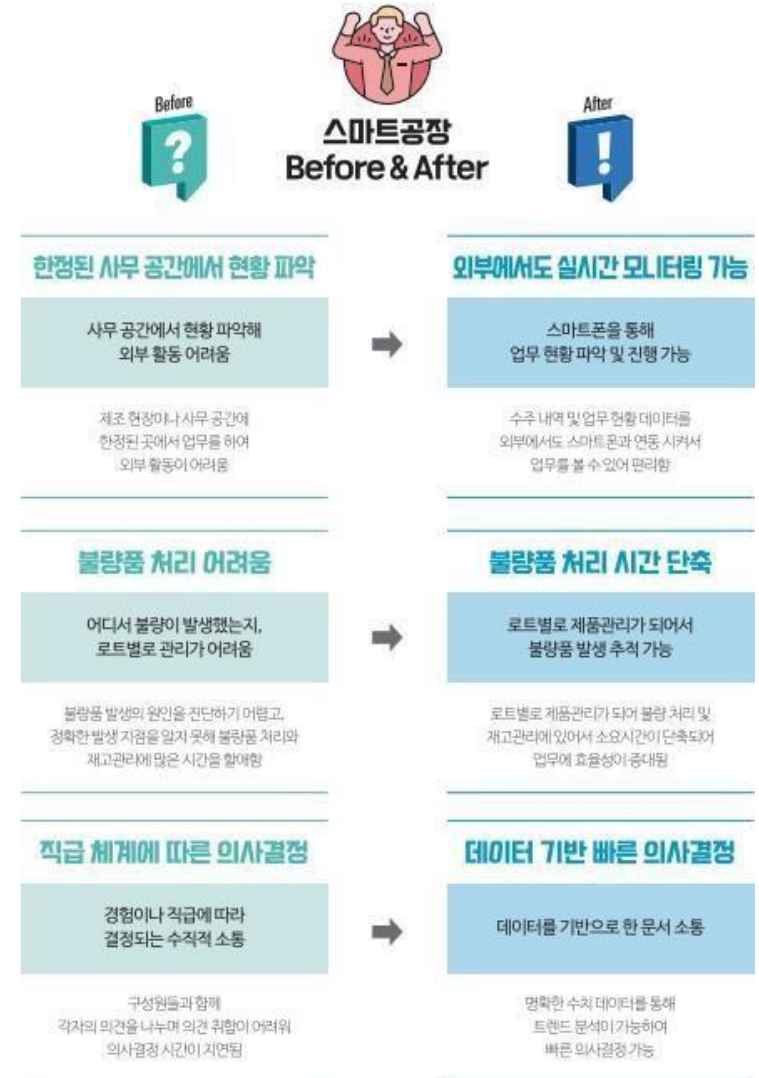 Before
스마트공장
Before & After
After
한정된 사무 공간에서 현황 파악
사무 공간에서 현황 파악해
외부 활동 어려움
제조 현장이나 사무 공간에
한정된 곳에서 업무를 하여
외부 활동이 어려움
외부에서도 실시간 모니터링 가능
스마트폰을 통해
업무 현황 파악 및 진행 가능
수주 내역 및 업무 현황 데이터를
외부에서도 스마트폰과 연동 시켜서
업무를 볼 수 있어 편리함
불량품 처리 어려움
어디서 불량이 발생했는지,
로트별로 관리가 어려움
불량품 발생의 원인을 진단하기 어렵고,
정확한 발생 지점을 알지 못해 불량품 처리와
재고관리에 많은 시간을 할애함
불량품 처리 시간 단축
로트별로 제품관리가 되어서
불량품 발생 추적 가능
로트별로 제품관리가 되어 불량 처리 및
재고관리에 있어서 소요시간이 단축되어
업무에 효율성이 증대됨
직급 체계에 따른 의사결정
경험이나 직급에 따라
결정되는 수직적 소통
구성원들과 함께
각자의 의견을 나누며 의견 취합이 어려워
의사결정 시간이 지연됨
데이터 기반 빠른 의사결정
데이터를 기반으로 한 문서 소통
명확한 수치 데이터를 통해
트렌드 분석이 가능하여
빠른 의사결정 가능